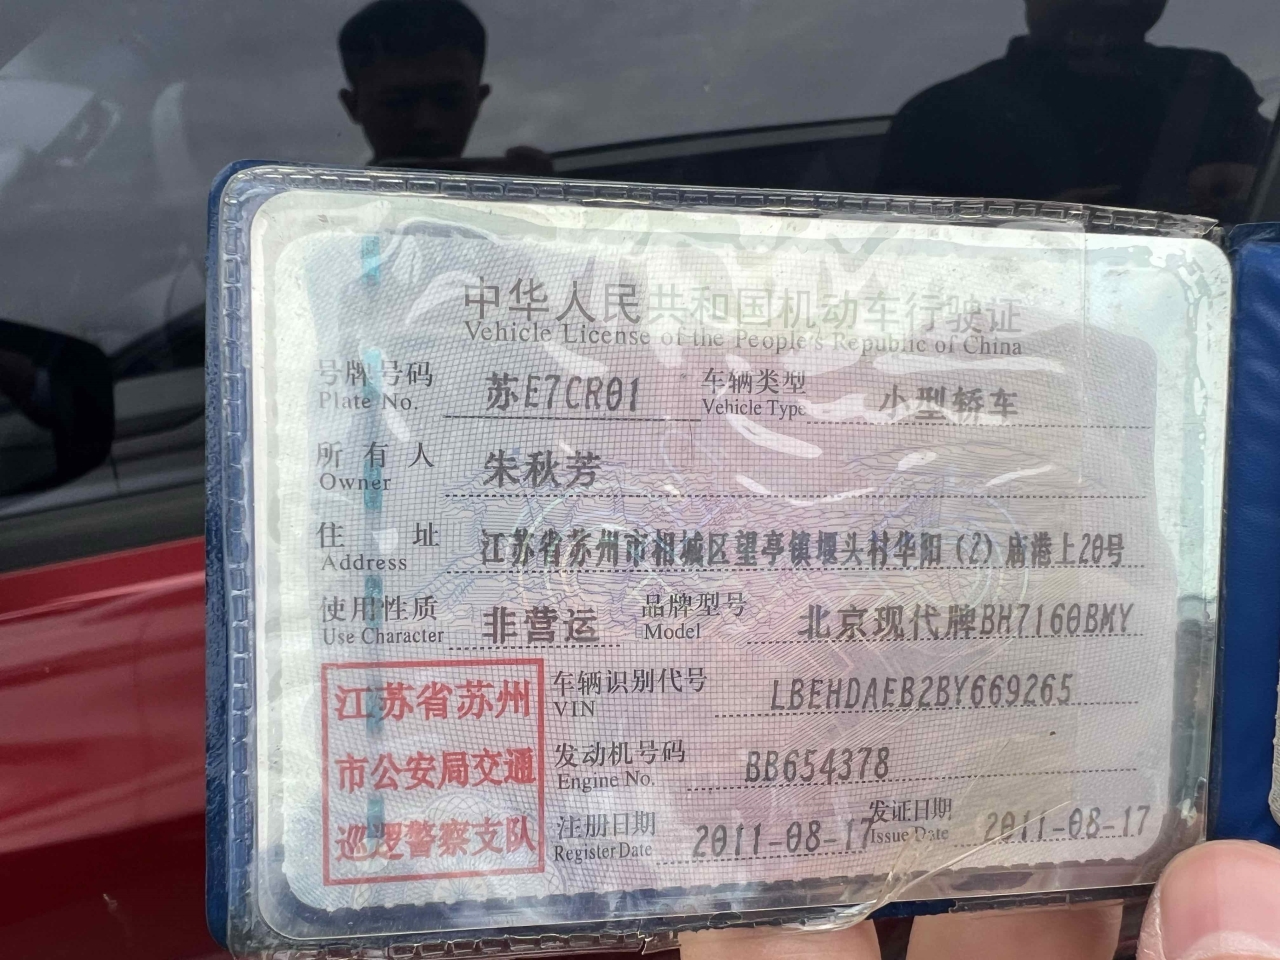 中华人民共和国机动车行驶证
Vehicle License of the People's Republic of China
号牌号码 苏E7CR01 车辆类型 小型轿车
Plate No. Vehicle Type
所有人 朱秋芳
Owner
住址 江苏省苏州市相城区望亭镇堰头村华阳(2)庙港上20号
Address
使用性质 非营运 品牌型号 北京现代牌BH7160BMY
Use Character Model
江苏省苏州
市公安局交通
巡逻警察支队
车辆识别代号 LBEHDAEB2BY669265
VIN
发动机号码 BB654378
Engine No.
注册日期 2011-08-17 发证日期 2011-08-17
Register Date Issue Date